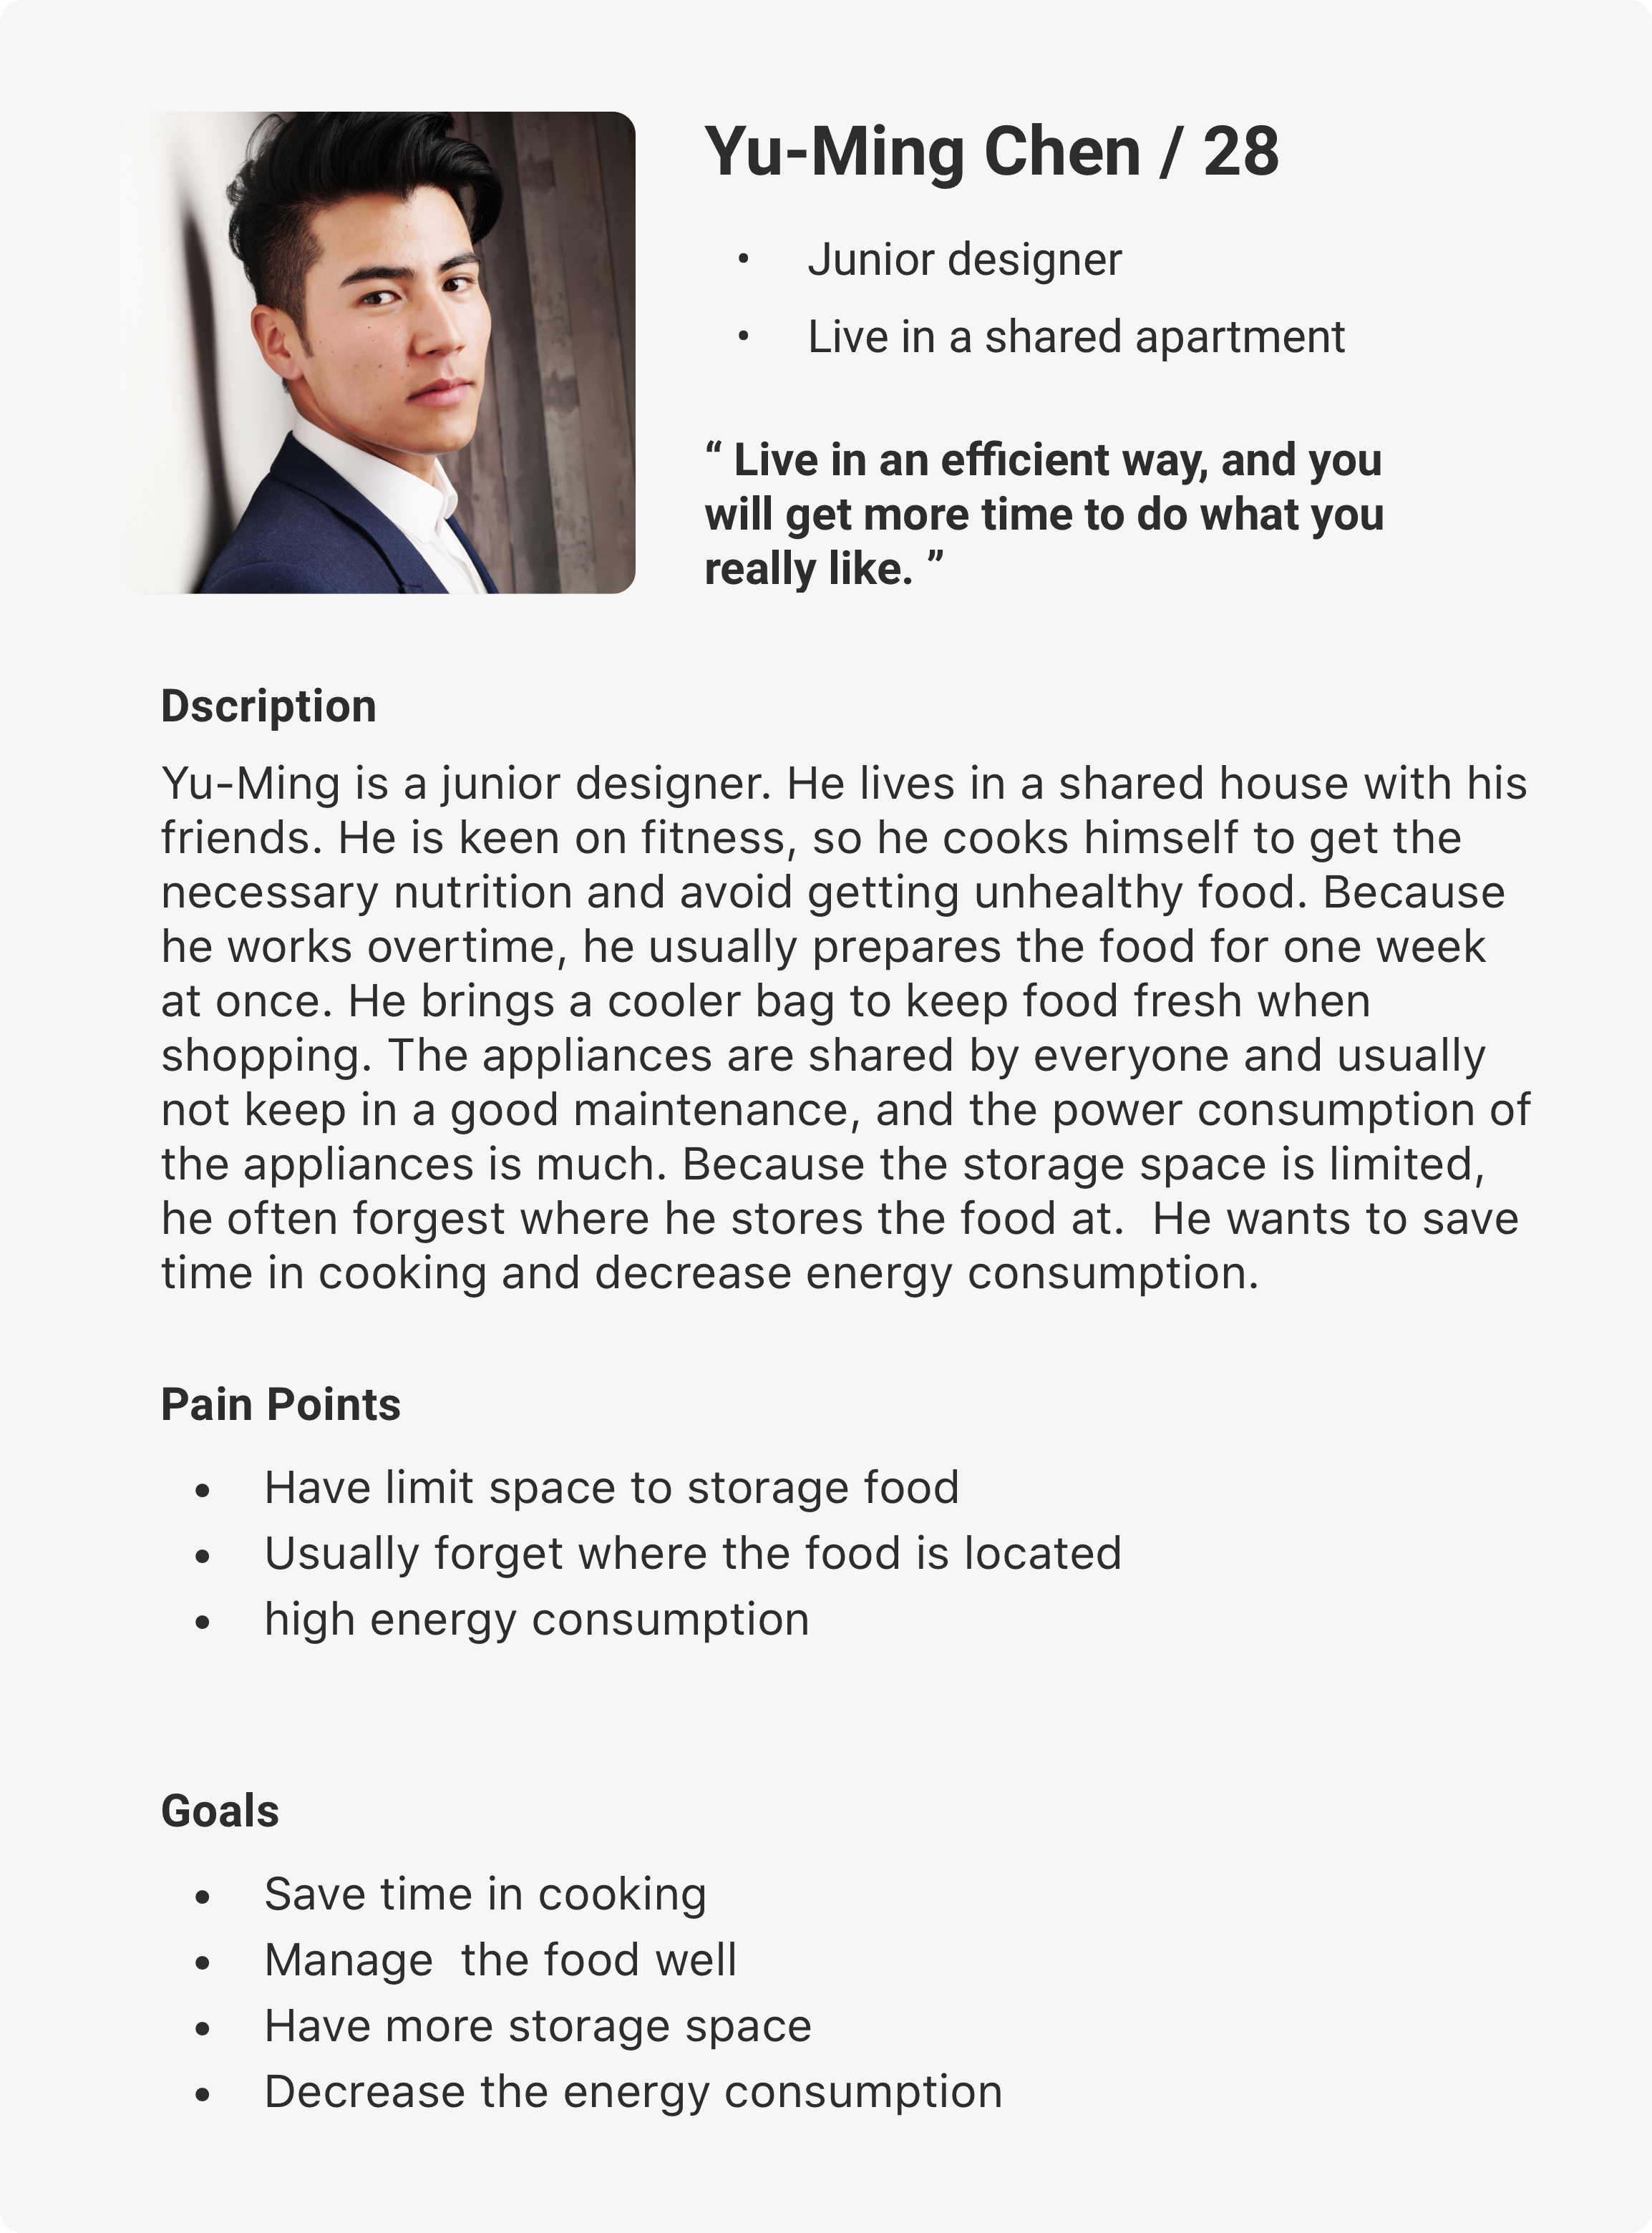 Yu-Ming Chen / 28
• Junior designer
• Live in a shared apartment
“ Live in an efficient way, and you
will get more time to do what you
really like. ”
Dscription
Yu-Ming is a junior designer. He lives in a shared house with his
friends. He is keen on fitness, so he cooks himself to get the
necessary nutrition and avoid getting unhealthy food. Because
he works overtime, he usually prepares the food for one week
at once. He brings a cooler bag to keep food fresh when
shopping. The appliances are shared by everyone and usually
not keep in a good maintenance, and the power consumption of
the appliances is much. Because the storage space is limited,
he often forgest where he stores the food at.  He wants to save
time in cooking and decrease energy consumption.
Pain Points
• Have limit space to storage food
• Usually forget where the food is located
• high energy consumption
Goals
• Save time in cooking
• Manage  the food well
• Have more storage space
• Decrease the energy consumption